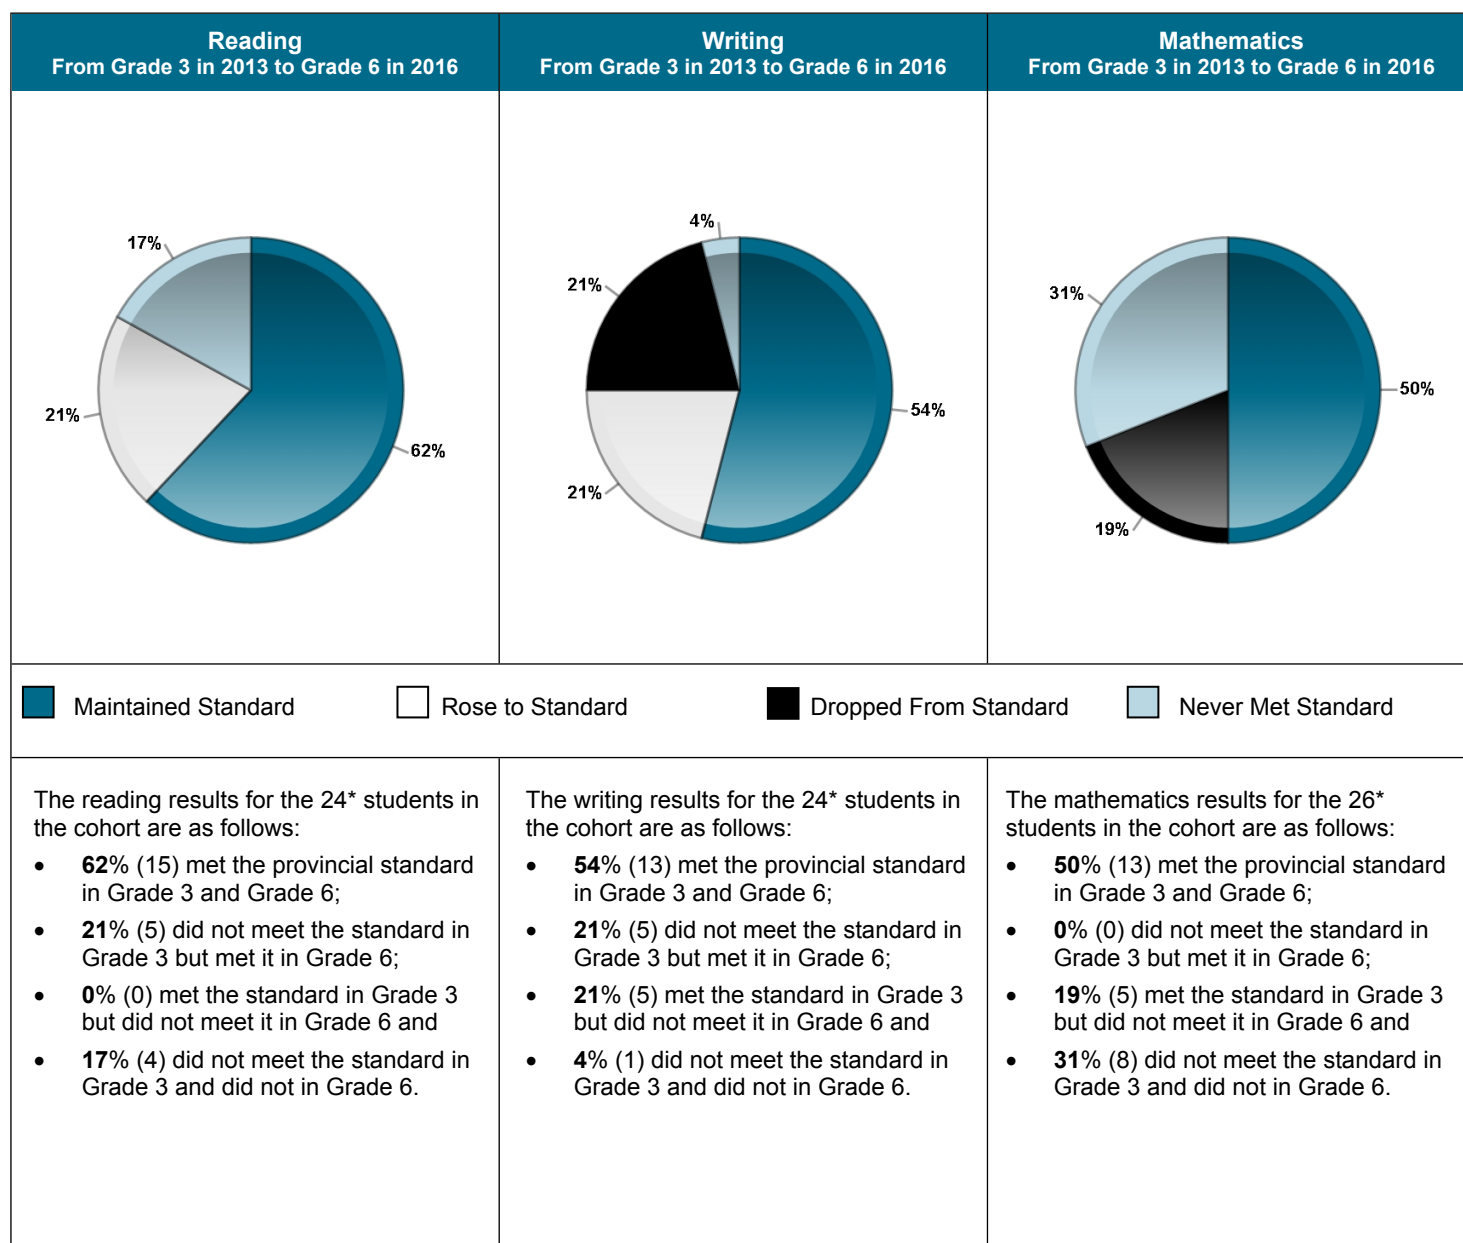 Reading
From Grade 3 in 2013 to Grade 6 in 2016
Writing
From Grade 3 in 2013 to Grade 6 in 2016
Mathematics
From Grade 3 in 2013 to Grade 6 in 2016
17%
21%
62%
4%
21%
21%
54%
31%
19%
50%
Maintained Standard
Rose to Standard
Dropped From Standard
Never Met Standard
The reading results for the 24* students in
the cohort are as follows:
• 62% (15) met the provincial standard
in Grade 3 and Grade 6;
• 21% (5) did not meet the standard in
Grade 3 but met it in Grade 6;
• 0% (0) met the standard in Grade 3
but did not meet it in Grade 6 and
• 17% (4) did not meet the standard in
Grade 3 and did not in Grade 6.
The writing results for the 24* students in
the cohort are as follows:
• 54% (13) met the provincial standard
in Grade 3 and Grade 6;
• 21% (5) did not meet the standard in
Grade 3 but met it in Grade 6;
• 21% (5) met the standard in Grade 3
but did not meet it in Grade 6 and
• 4% (1) did not meet the standard in
Grade 3 and did not in Grade 6.
The mathematics results for the 26*
students in the cohort are as follows:
• 50% (13) met the provincial standard
in Grade 3 and Grade 6;
• 0% (0) did not meet the standard in
Grade 3 but met it in Grade 6;
• 19% (5) met the standard in Grade 3
but did not meet it in Grade 6 and
• 31% (8) did not meet the standard in
Grade 3 and did not in Grade 6.